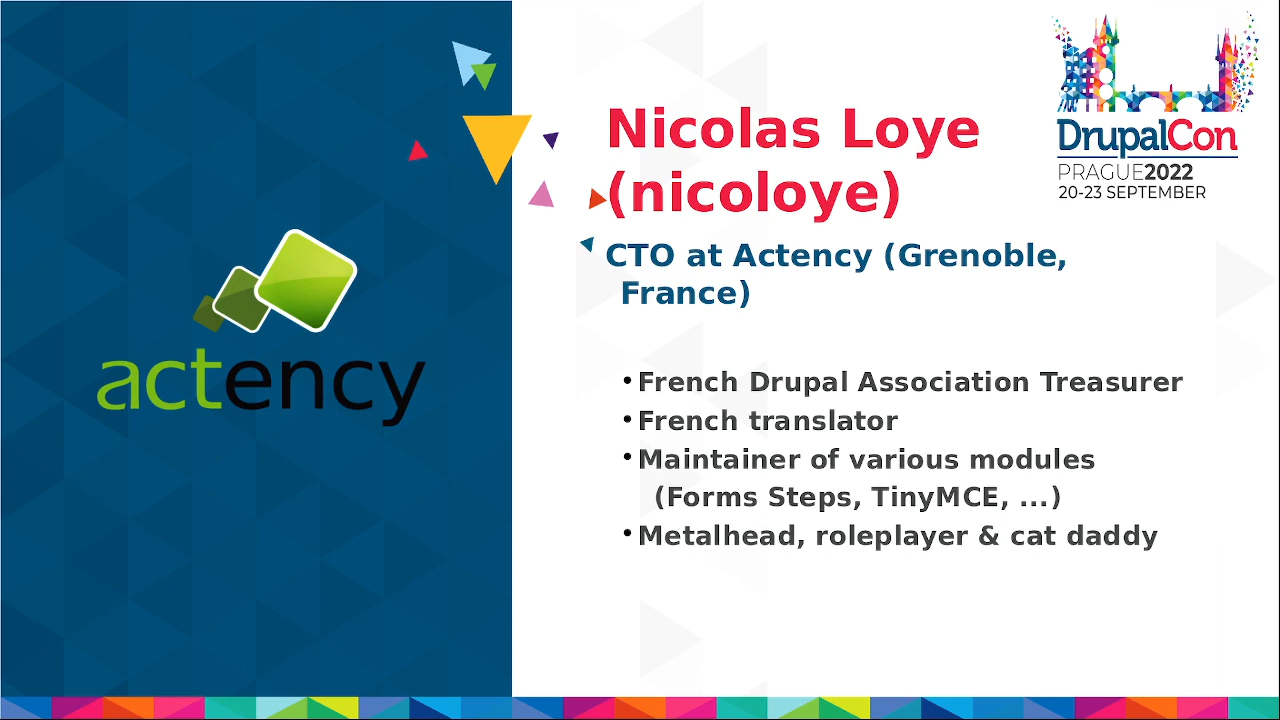 DrupalCon
PRAGUE2022
20-23 SEPTEMBER
Nicolas Loye
(nicoloye)
CTO at Actency (Grenoble,
France)
actency
•French Drupal Association Treasurer
•French translator
•Maintainer of various modules
(Forms Steps, TinyMCE, ...)
•Metalhead, roleplayer & cat daddy